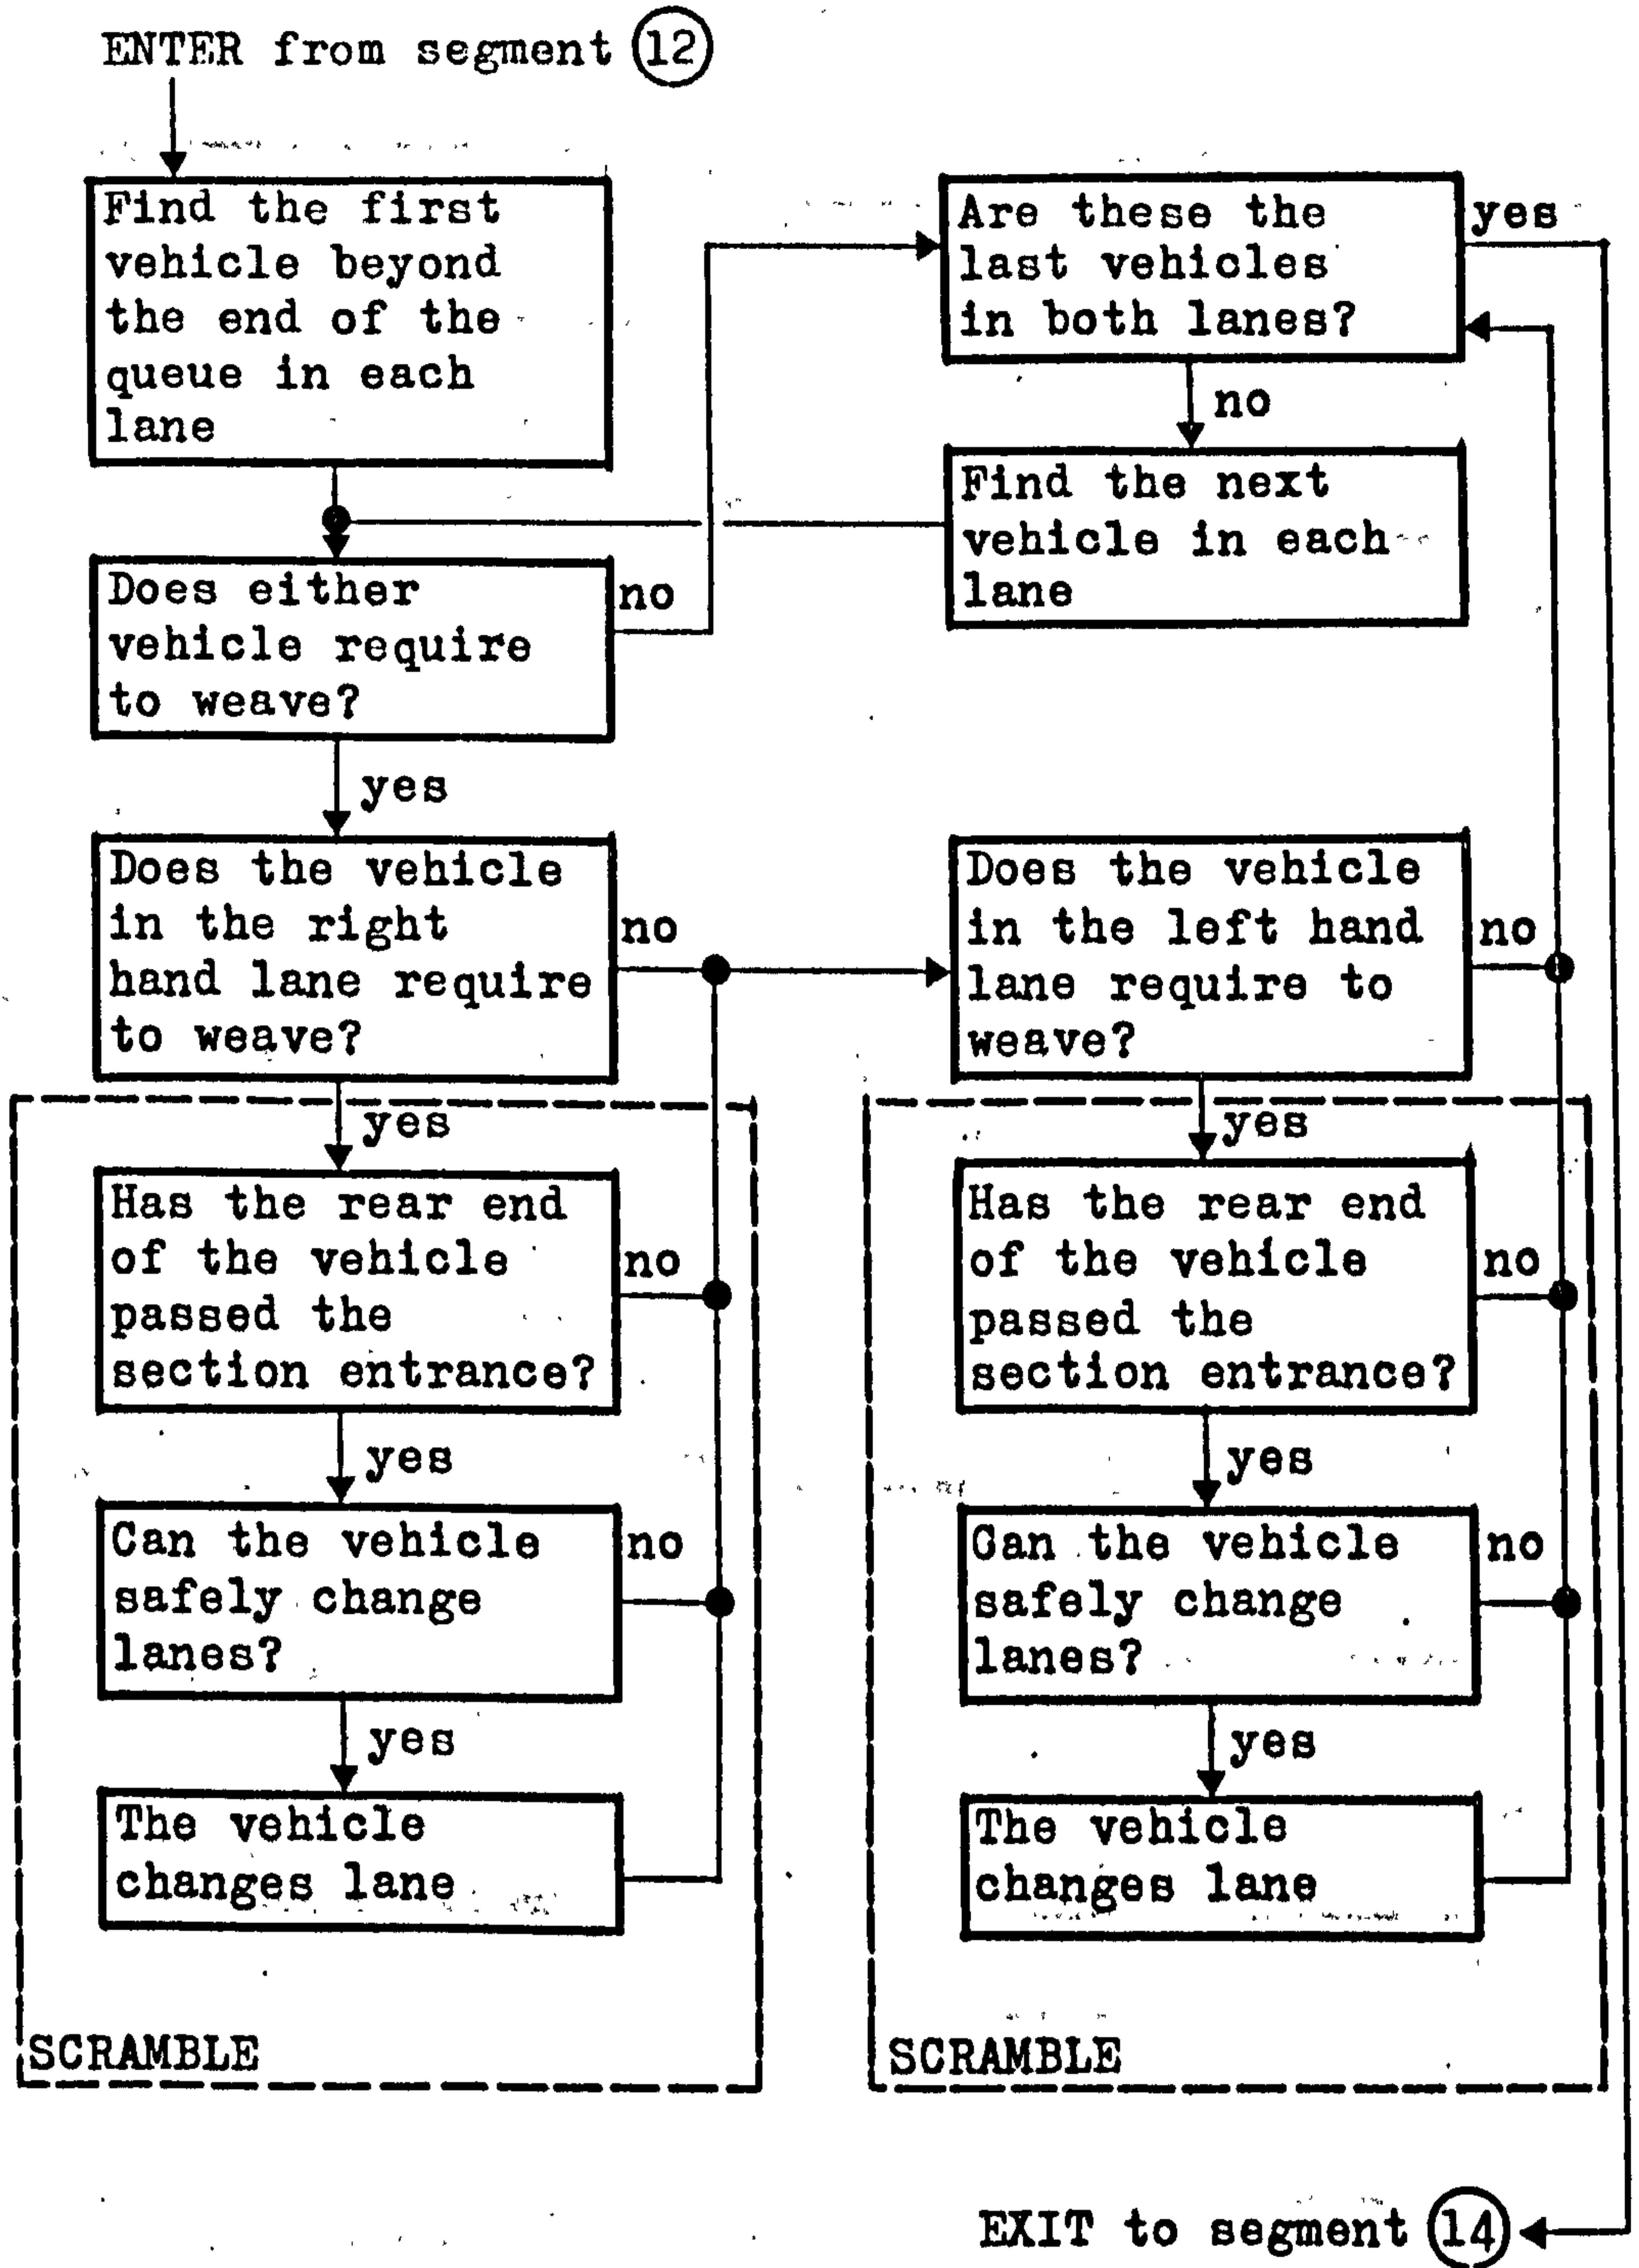 ENTER from segment 12
Find the first
vehicle beyond
the end of the
queue in each
lane
Does either
vehicle require
to weave?
no
yes
Are these the
last vehicles
in both lanes?
yes
no
Find the next
vehicle in each
lane
Does the vehicle
in the right
hand lane require
to weave?
no
yes
Has the rear end
of the vehicle
passed the
section entrance?
no
yes
Can the vehicle
safely change
lanes?
no
yes
The vehicle
changes lane
SCRAMBLE
Does the vehicle
in the left hand
lane require to
weave?
no
yes
Has the rear end
of the vehicle
passed the
section entrance?
no
yes
Can the vehicle
safely change
lanes?
no
yes
The vehicle
changes lane
SCRAMBLE
EXIT to segment 14